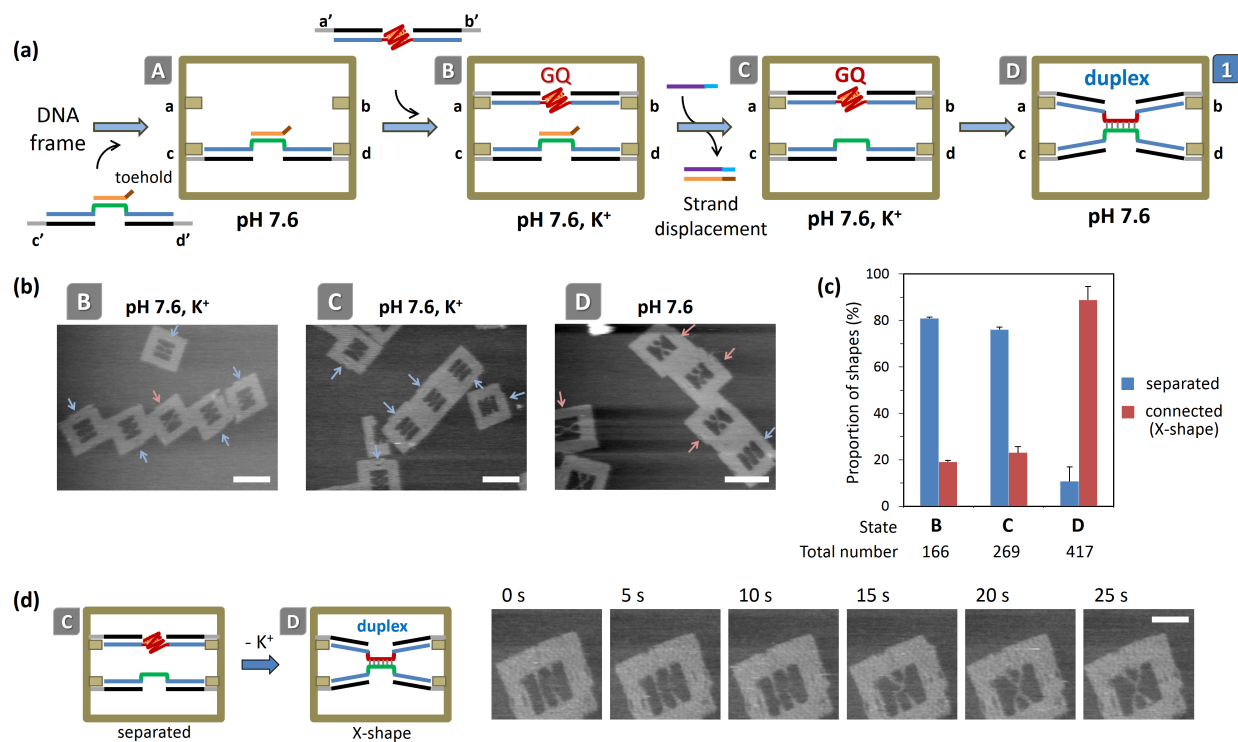 (a)
a' b'
A B C D 1
GQ GQ duplex
a b a b a b a b
DNA
frame
c d c d c d c d
toehold
c' d'
pH 7.6 pH 7.6, K⁺ pH 7.6, K⁺ pH 7.6
Strand
displacement
(b)
B pH 7.6, K⁺ C pH 7.6, K⁺ D pH 7.6
(c)
Proportion of shapes (%)
100
80
60
40
20
0
separated
connected
(X-shape)
State B C D
Total number 166 269 417
(d)
C - K⁺ D
duplex
separated X-shape
0 s 5 s 10 s 15 s 20 s 25 s